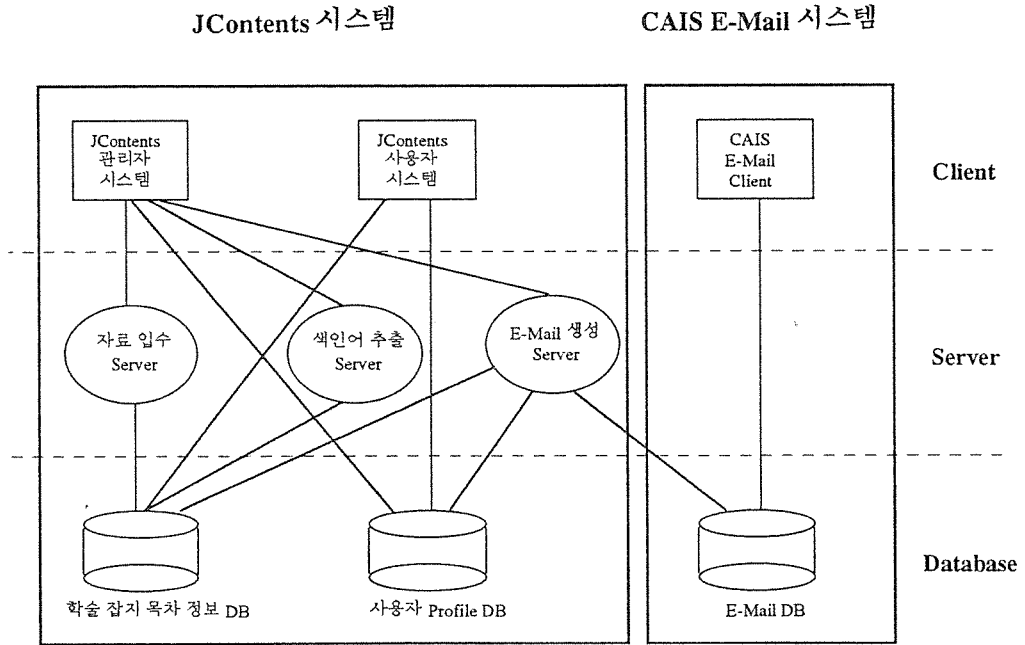 JContents 시스템
CAIS E-Mail 시스템
JContents
관리자
시스템
JContents
사용자
시스템
CAIS
E-Mail
Client
Client
자료 입수
Server
색인어 추출
Server
E-Mail 생성
Server
Server
학술 잡지 목차 정보 DB
사용자 Profile DB
E-Mail DB
Database